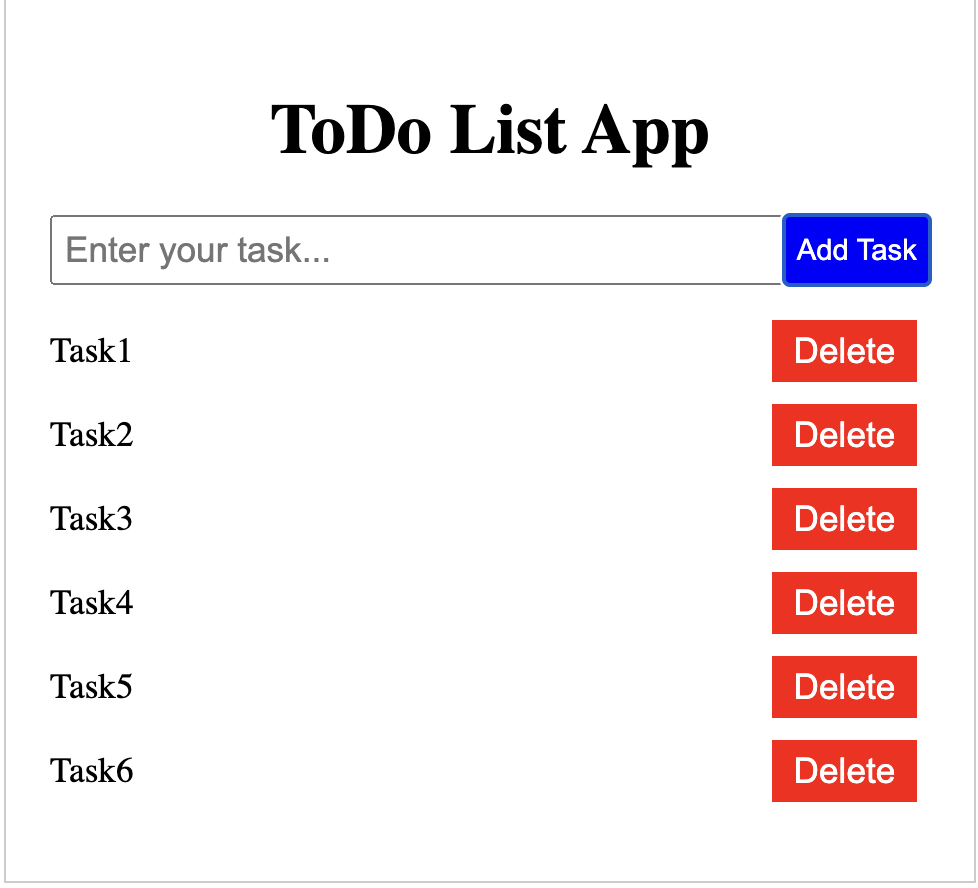 ToDo List App
Enter your task... Add Task
Task1 Delete
Task2 Delete
Task3 Delete
Task4 Delete
Task5 Delete
Task6 Delete